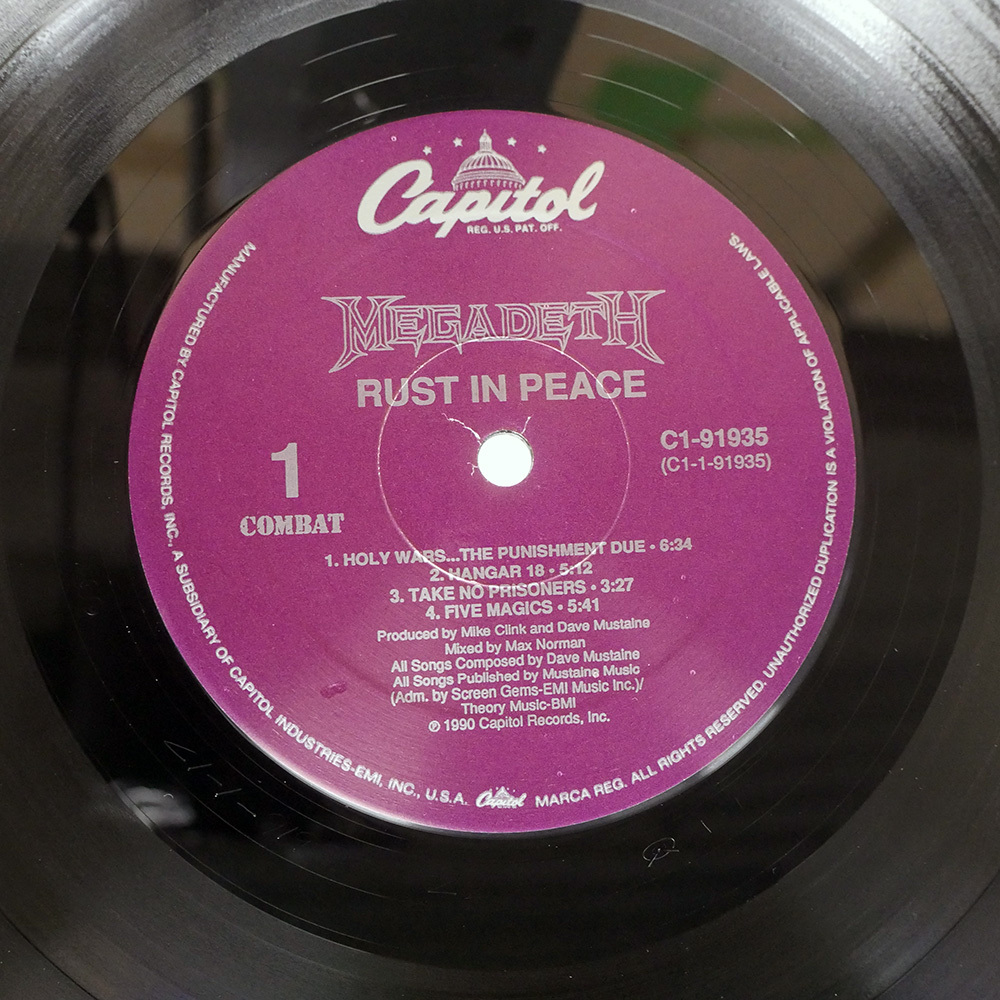 Capitol
REG. U.S. PAT. OFF.
MEGADETH
RUST IN PEACE
1
COMBAT
C1-91935
(C1-1-91935)
1. HOLY WARS...THE PUNISHMENT DUE • 6:34
2. HANGAR 18 • 5:12
3. TAKE NO PRISONERS • 3:27
4. FIVE MAGICS • 5:41
Produced by Mike Clink and Dave Mustaine
Mixed by Max Norman
All Songs Composed by Dave Mustaine
All Songs Published by Mustaine Music
(Adm. by Screen Gems-EMI Music Inc.)/
Theory Music-BMI
℗ 1990 Capitol Records, Inc.
MANUFACTURED BY CAPITOL RECORDS, INC., A SUBSIDIARY OF CAPITOL INDUSTRIES-EMI, INC., U.S.A. Capitol MARCA REG. ALL RIGHTS RESERVED. UNAUTHORIZED DUPLICATION IS A VIOLATION OF APPLICABLE LAWS.